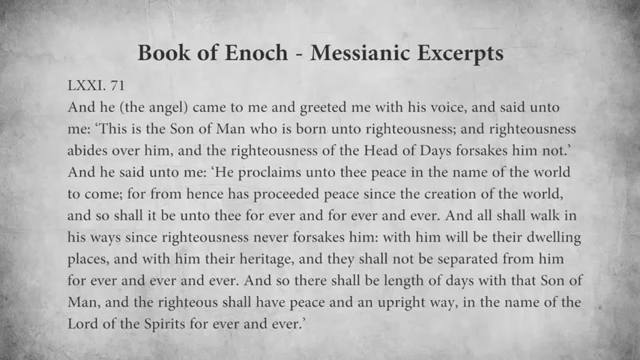 Book of Enoch - Messianic Excerpts
LXXI. 71
And he (the angel) came to me and greeted me with his voice, and said unto
me: ‘This is the Son of Man who is born unto righteousness; and righteousness
abides over him, and the righteousness of the Head of Days forsakes him not.’
And he said unto me: ‘He proclaims unto thee peace in the name of the world
to come; for from hence has proceeded peace since the creation of the world,
and so shall it be unto thee for ever and for ever and ever. And all shall walk in
his ways since righteousness never forsakes him: with him will be their dwelling
places, and with him their heritage, and they shall not be separated from him
for ever and ever and ever. And so there shall be length of days with that Son of
Man, and the righteous shall have peace and an upright way, in the name of the
Lord of the Spirits for ever and ever.’